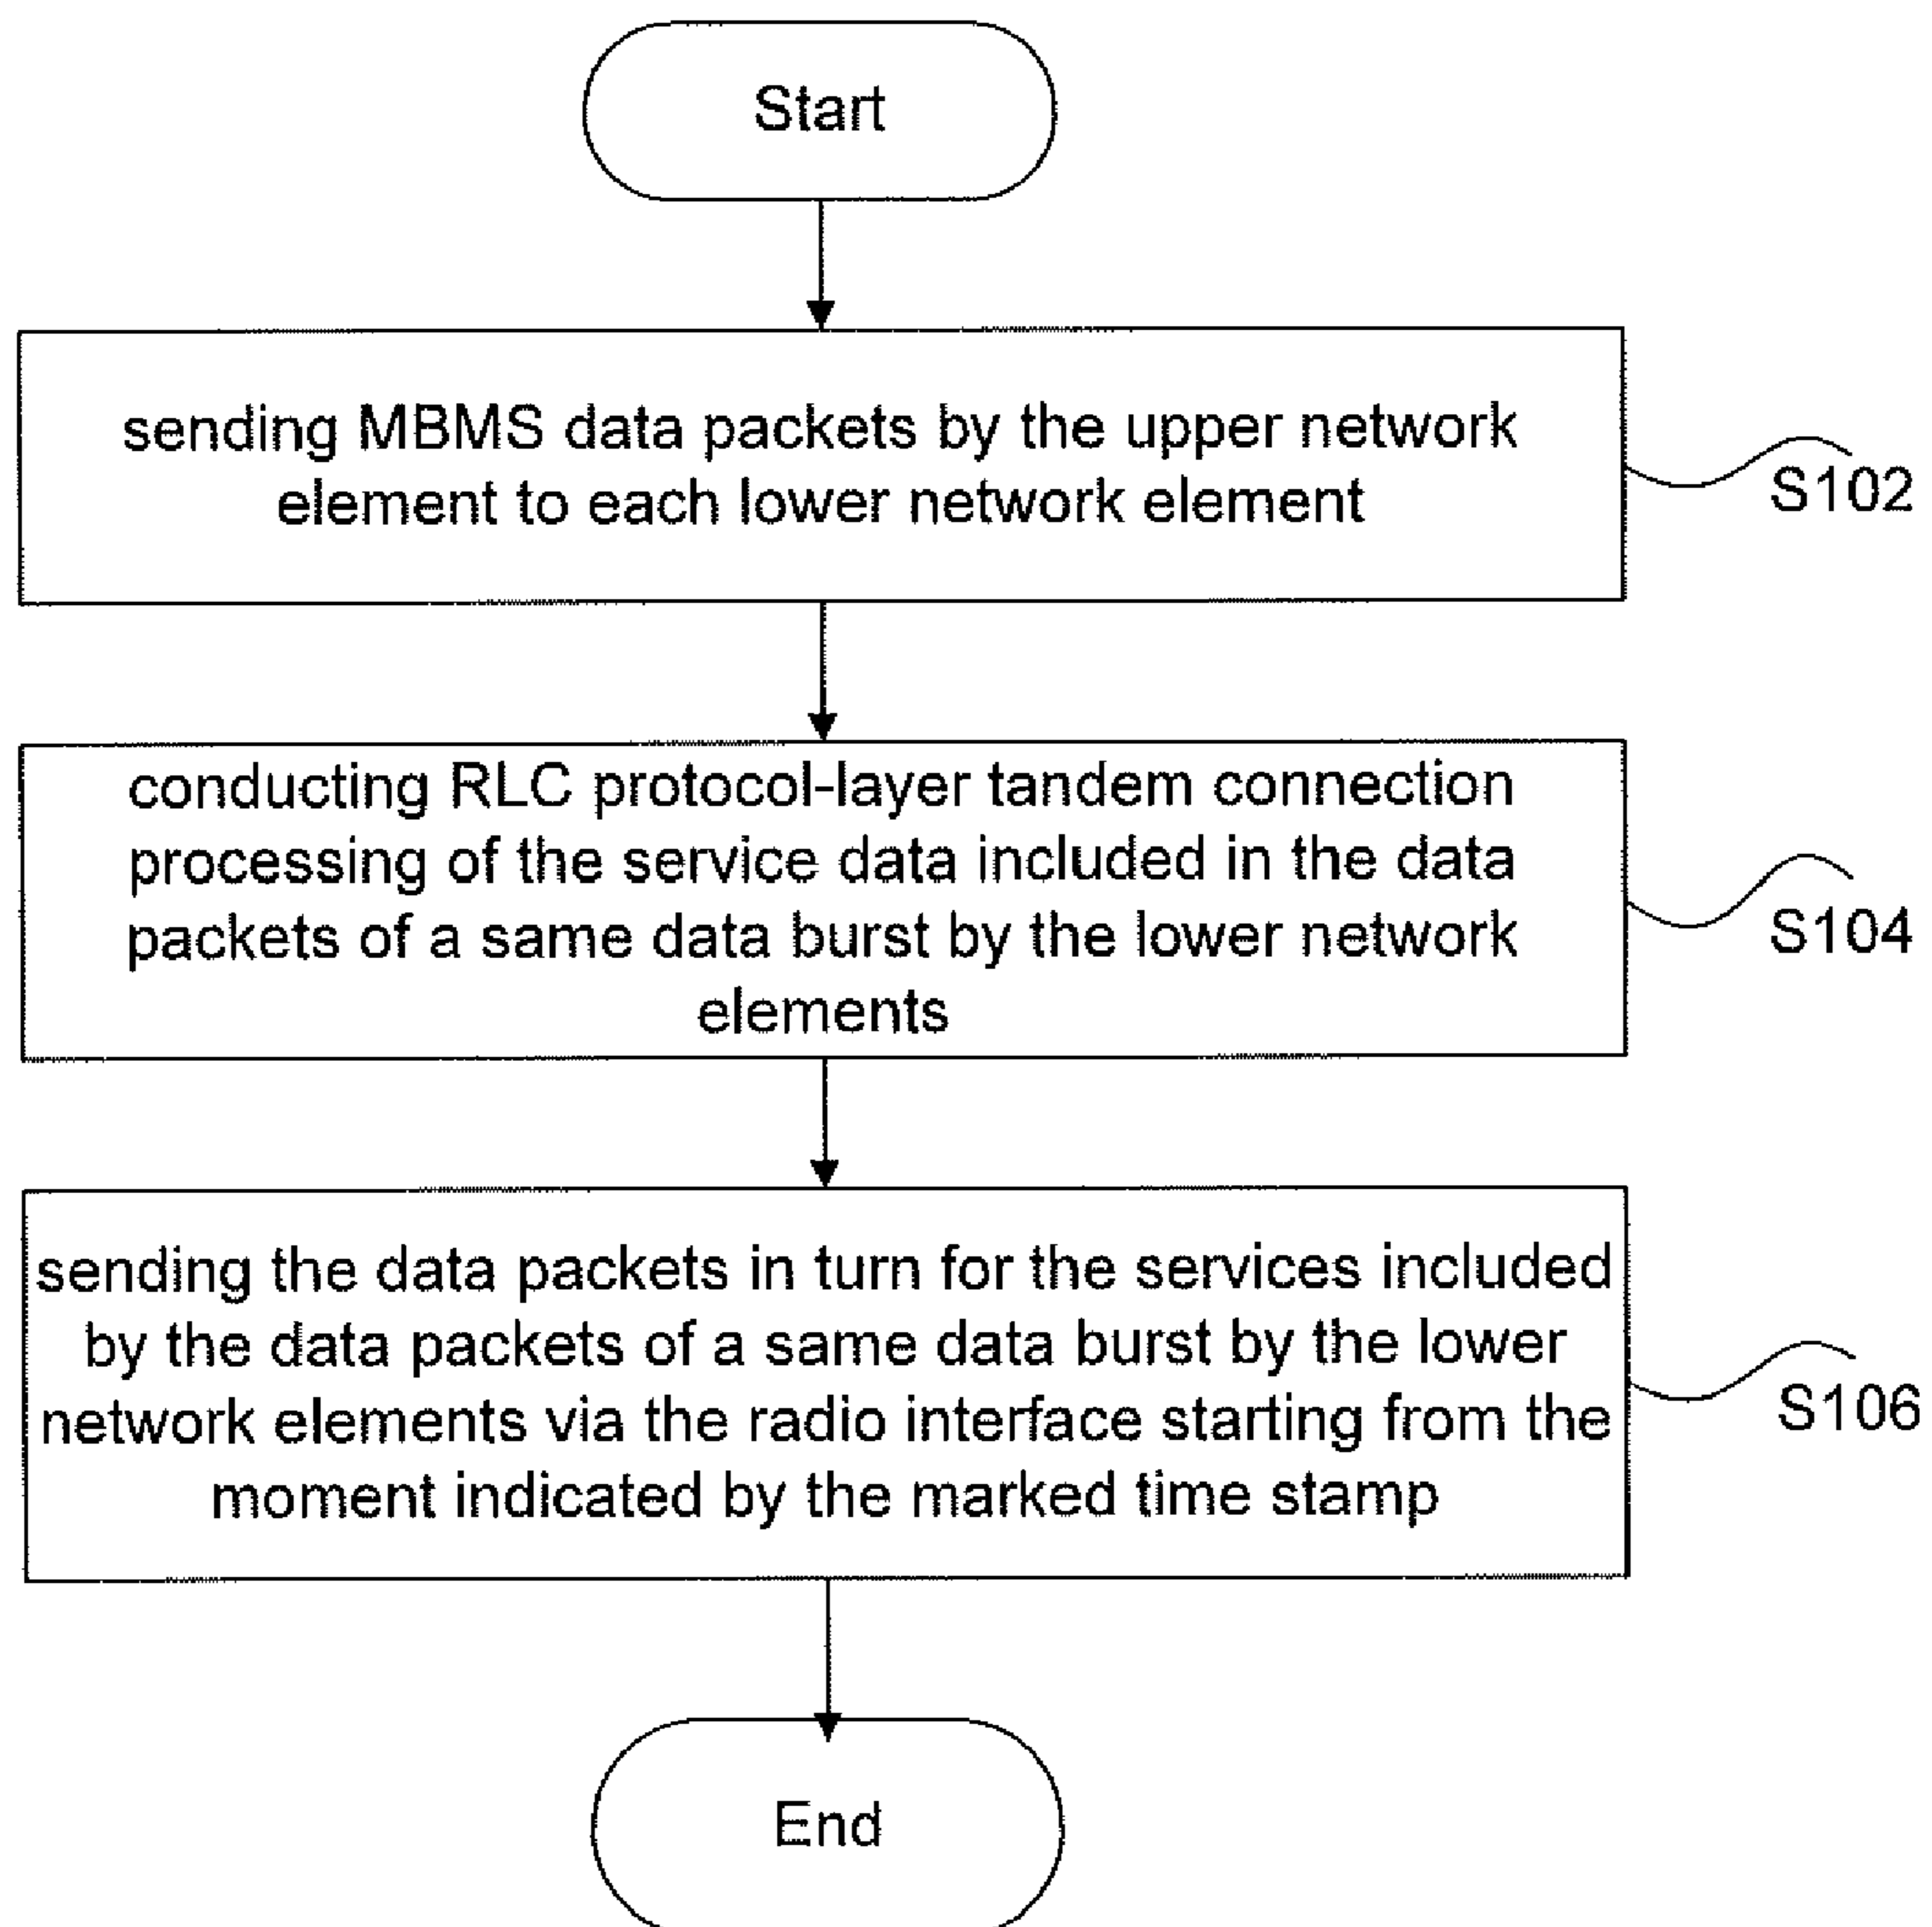 Start
sending MBMS data packets by the upper network
element to each lower network element
S102
conducting RLC protocol-layer tandem connection
processing of the service data included in the data
packets of a same data burst by the lower network
elements
S104
sending the data packets in turn for the services included
by the data packets of a same data burst by the lower
network elements via the radio interface starting from the
moment indicated by the marked time stamp
S106
End